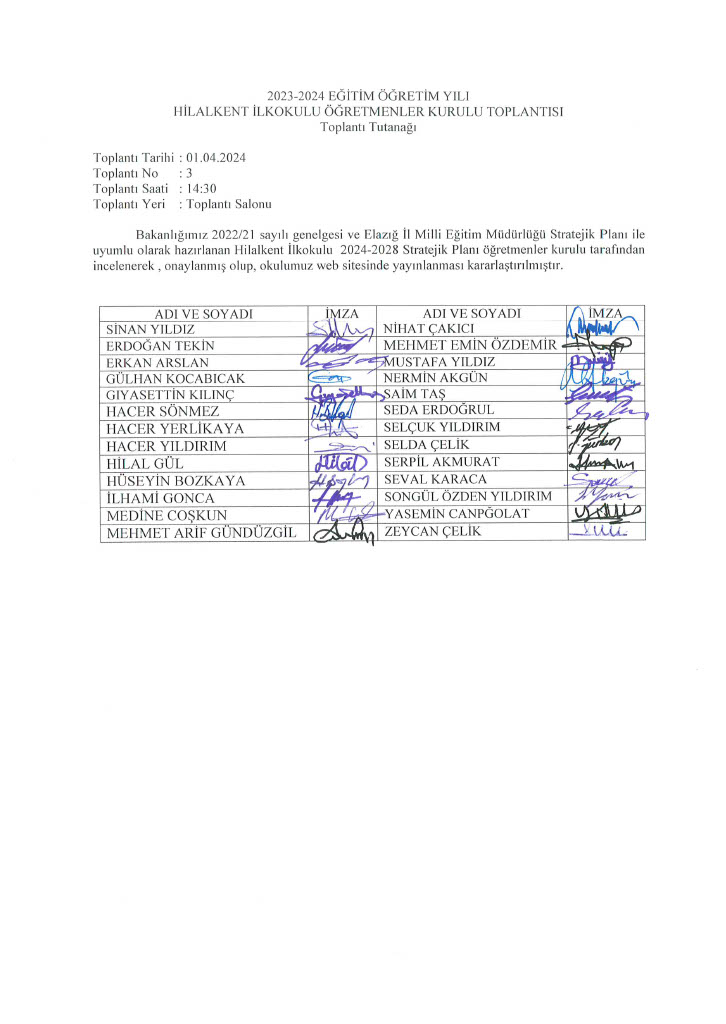 2023-2024 EĞİTİM ÖĞRETİM YILI
HİLALKENT İLKOKULU ÖĞRETMENLER KURULU TOPLANTISI
Toplantı Tutanağı
Toplantı Tarihi : 01.04.2024
Toplantı No : 3
Toplantı Saati : 14:30
Toplantı Yeri : Toplantı Salonu
Bakanlığımız 2022/21 sayılı genelgesi ve Elazığ İl Milli Eğitim Müdürlüğü Stratejik Planı ile
uyumlu olarak hazırlanan Hilalkent İlkokulu 2024-2028 Stratejik Planı öğretmenler kurulu tarafından
incelenerek , onaylanmış olup, okulumuz web sitesinde yayınlanması kararlaştırılmıştır.
ADI VE SOYADI İMZA ADI VE SOYADI İMZA
SİNAN YILDIZ NİHAT ÇAKICI
ERDOĞAN TEKİN MEHMET EMİN ÖZDEMİR
ERKAN ARSLAN MUSTAFA YILDIZ
GÜLHAN KOCABICAK NERMİN AKGÜN
GIYASETTİN KILINÇ SAİM TAŞ
HACER SÖNMEZ SEDA ERDOĞRUL
HACER YERLİKAYA SELÇUK YILDIRIM
HACER YILDIRIM SELDA ÇELİK
HİLAL GÜL SERPİL AKMURAT
HÜSEYİN BOZKAYA SEVAL KARACA
İLHAMİ GONCA SONGÜL ÖZDEN YILDIRIM
MEDİNE COŞKUN YASEMİN CANPĞOLAT
MEHMET ARİF GÜNDÜZGİL ZEYCAN ÇELİK